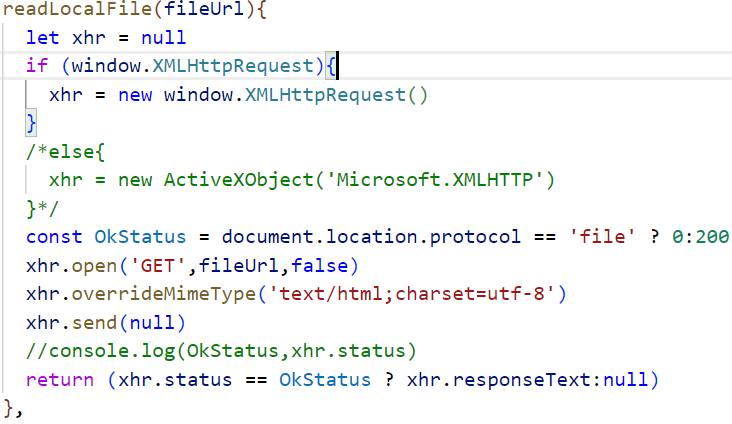 readLocalFile(fileUrl){
let xhr = null
if (window.XMLHttpRequest){
xhr = new window.XMLHttpRequest()
}
/*else{
xhr = new ActiveXObject('Microsoft.XMLHTTP')
}*/
const OkStatus = document.location.protocol == 'file' ? 0:200
xhr.open('GET',fileUrl,false)
xhr.overrideMimeType('text/html;charset=utf-8')
xhr.send(null)
//console.log(OkStatus,xhr.status)
return (xhr.status == OkStatus ? xhr.responseText:null)
},